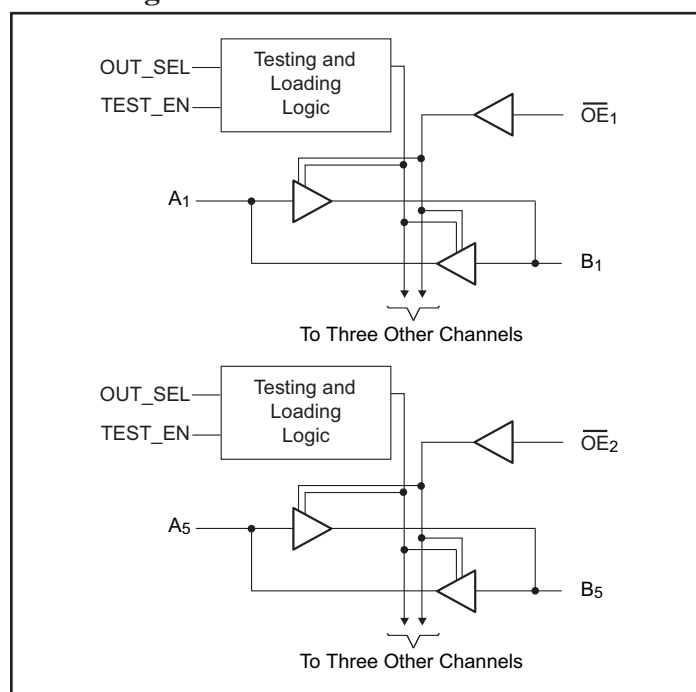 OUT_SEL
TEST_EN
Testing and
Loading
Logic
OE1
A1
B1
To Three Other Channels
OUT_SEL
TEST_EN
Testing and
Loading
Logic
OE2
A5
B5
To Three Other Channels